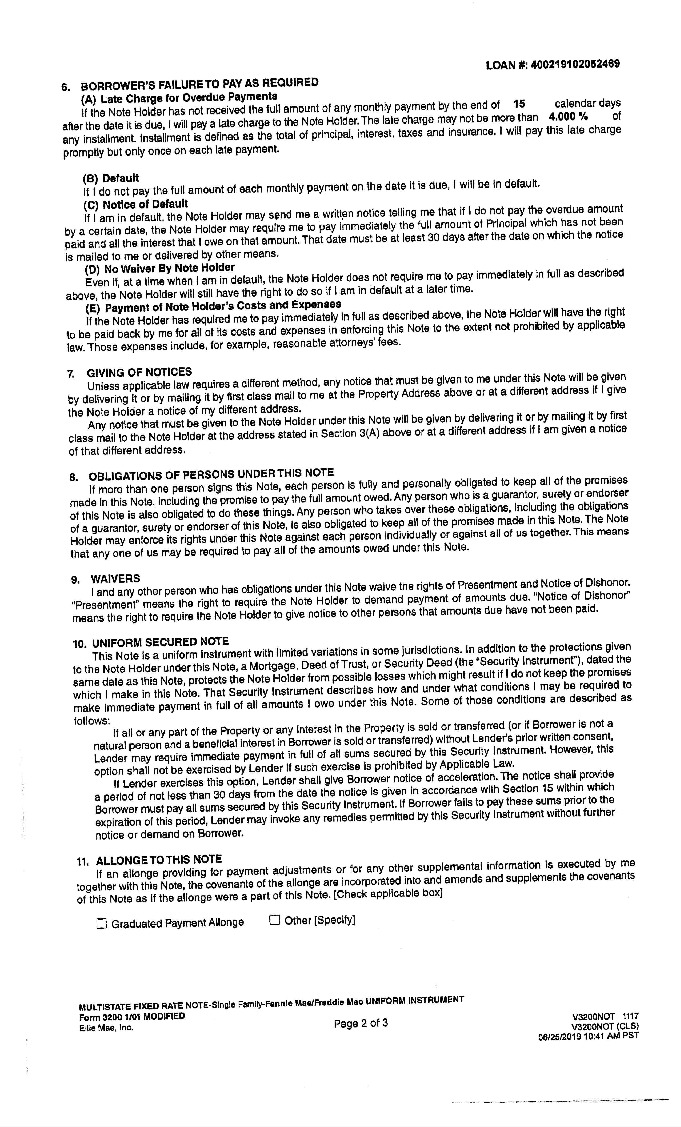 LOAN #: 400219102052469
6. BORROWER'S FAILURE TO PAY AS REQUIRED
(A) Late Charge for Overdue Payments
If the Note Holder has not received the full amount of any monthly payment by the end of 15 calendar days
after the date it is due, I will pay a late charge to the Note Holder. The late charge may not be more than 4.000 % of
any installment. Installment is defined as the total of principal, interest, taxes and insurance. I will pay this late charge
promptly but only once on each late payment.
(B) Default
If I do not pay the full amount of each monthly payment on the date it is due, I will be in default.
(C) Notice of Default
If I am in default, the Note Holder may send me a written notice telling me that if I do not pay the overdue amount
by a certain date, the Note Holder may require me to pay immediately the full amount of Principal which has not been
paid and all the interest that I owe on that amount. That date must be at least 30 days after the date on which the notice
is mailed to me or delivered by other means.
(D) No Waiver By Note Holder
Even if, at a time when I am in default, the Note Holder does not require me to pay immediately in full as described
above, the Note Holder will still have the right to do so if I am in default at a later time.
(E) Payment of Note Holder's Costs and Expenses
If the Note Holder has required me to pay immediately in full as described above, the Note Holder will have the right
to be paid back by me for all of its costs and expenses in enforcing this Note to the extent not prohibited by applicable
law. Those expenses include, for example, reasonable attorneys' fees.
7. GIVING OF NOTICES
Unless applicable law requires a different method, any notice that must be given to me under this Note will be given
by delivering it or by mailing it by first class mail to me at the Property Address above or at a different address if I give
the Note Holder a notice of my different address.
Any notice that must be given to the Note Holder under this Note will be given by delivering it or by mailing it by first
class mail to the Note Holder at the address stated in Section 3(A) above or at a different address if I am given a notice
of that different address.
8. OBLIGATIONS OF PERSONS UNDER THIS NOTE
If more than one person signs this Note, each person is fully and personally obligated to keep all of the promises
made in this Note, including the promise to pay the full amount owed. Any person who is a guarantor, surety or endorser
of this Note is also obligated to do these things. Any person who takes over these obligations, including the obligations
of a guarantor, surety or endorser of this Note, is also obligated to keep all of the promises made in this Note. The Note
Holder may enforce its rights under this Note against each person individually or against all of us together. This means
that any one of us may be required to pay all of the amounts owed under this Note.
9. WAIVERS
I and any other person who has obligations under this Note waive the rights of Presentment and Notice of Dishonor.
"Presentment" means the right to require the Note Holder to demand payment of amounts due. "Notice of Dishonor"
means the right to require the Note Holder to give notice to other persons that amounts due have not been paid.
10. UNIFORM SECURED NOTE
This Note is a uniform instrument with limited variations in some jurisdictions. In addition to the protections given
to the Note Holder under this Note, a Mortgage, Deed of Trust, or Security Deed (the "Security Instrument"), dated the
same date as this Note, protects the Note Holder from possible losses which might result if I do not keep the promises
which I make in this Note. That Security Instrument describes how and under what conditions I may be required to
make immediate payment in full of all amounts I owe under this Note. Some of those conditions are described as
follows:
If all or any part of the Property or any Interest in the Property is sold or transferred (or if Borrower is not a
natural person and a beneficial interest in Borrower is sold or transferred) without Lender's prior written consent,
Lender may require immediate payment in full of all sums secured by this Security Instrument. However, this
option shall not be exercised by Lender if such exercise is prohibited by Applicable Law.
If Lender exercises this option, Lender shall give Borrower notice of acceleration. The notice shall provide
a period of not less than 30 days from the date the notice is given in accordance with Section 15 within which
Borrower must pay all sums secured by this Security Instrument. If Borrower fails to pay these sums prior to the
expiration of this period, Lender may invoke any remedies permitted by this Security Instrument without further
notice or demand on Borrower.
11. ALLONGE TO THIS NOTE
If an allonge providing for payment adjustments or for any other supplemental information is executed by me
together with this Note, the covenants of the allonge are incorporated into and amends and supplements the covenants
of this Note as if the allonge were a part of this Note. [Check applicable box]
☐ Graduated Payment Allonge ☐ Other [Specify]
MULTISTATE FIXED RATE NOTE-Single Family-Fannie Mae/Freddie Mac UNIFORM INSTRUMENT
Form 3200 1/01 MODIFIED
Ellie Mae, Inc.
Page 2 of 3
V3200NOT 1117
V3200NOT (CLS)
06/25/2019 10:41 AM PST